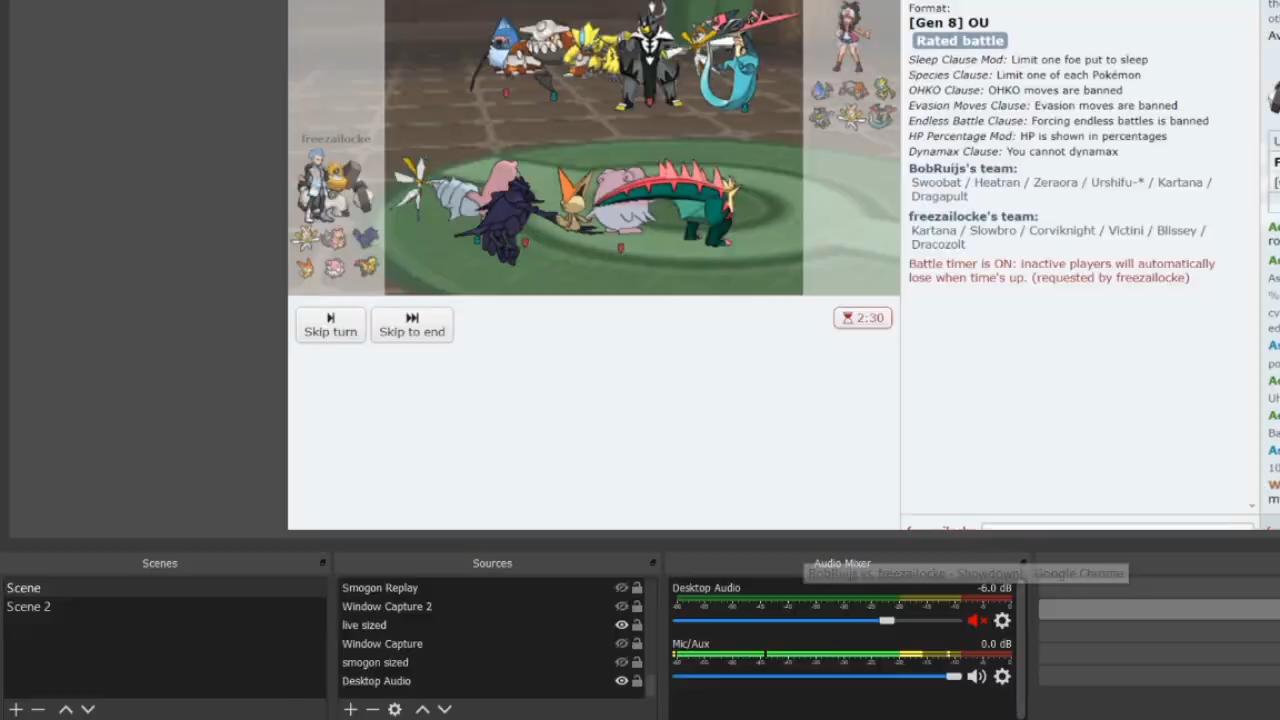 Format:
[Gen 8] OU
Rated battle
Sleep Clause Mod: Limit one foe put to sleep
Species Clause: Limit one of each Pokémon
OHKO Clause: OHKO moves are banned
Evasion Moves Clause: Evasion moves are banned
Endless Battle Clause: Forcing endless battles is banned
HP Percentage Mod: HP is shown in percentages
Dynamax Clause: You cannot dynamax
BobRuijs's team:
Swoobat / Heatran / Zeraora / Urshifu-* / Kartana /
Dragapult
freezailocke's team:
Kartana / Slowbro / Corviknight / Victini / Blissey /
Dracozolt
Battle timer is ON: inactive players will automatically
lose when time's up. (requested by freezailocke)
freezailocke
Skip turn
Skip to end
2:30
Scenes
Scene
Scene 2
Sources
Smogon Replay
Window Capture 2
live sized
Window Capture
smogon sized
Desktop Audio
Audio Mixer
BobRuijs vs. freezailocke - Showdown! Google Chrome
Desktop Audio
-6.0 dB
Mic/Aux
0.0 dB